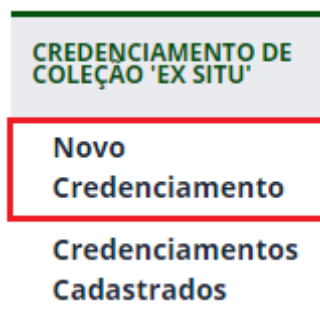 CREDENCIAMENTO DE
COLEÇÃO 'EX SITU'
Novo
Credenciamento
Credenciamentos
Cadastrados